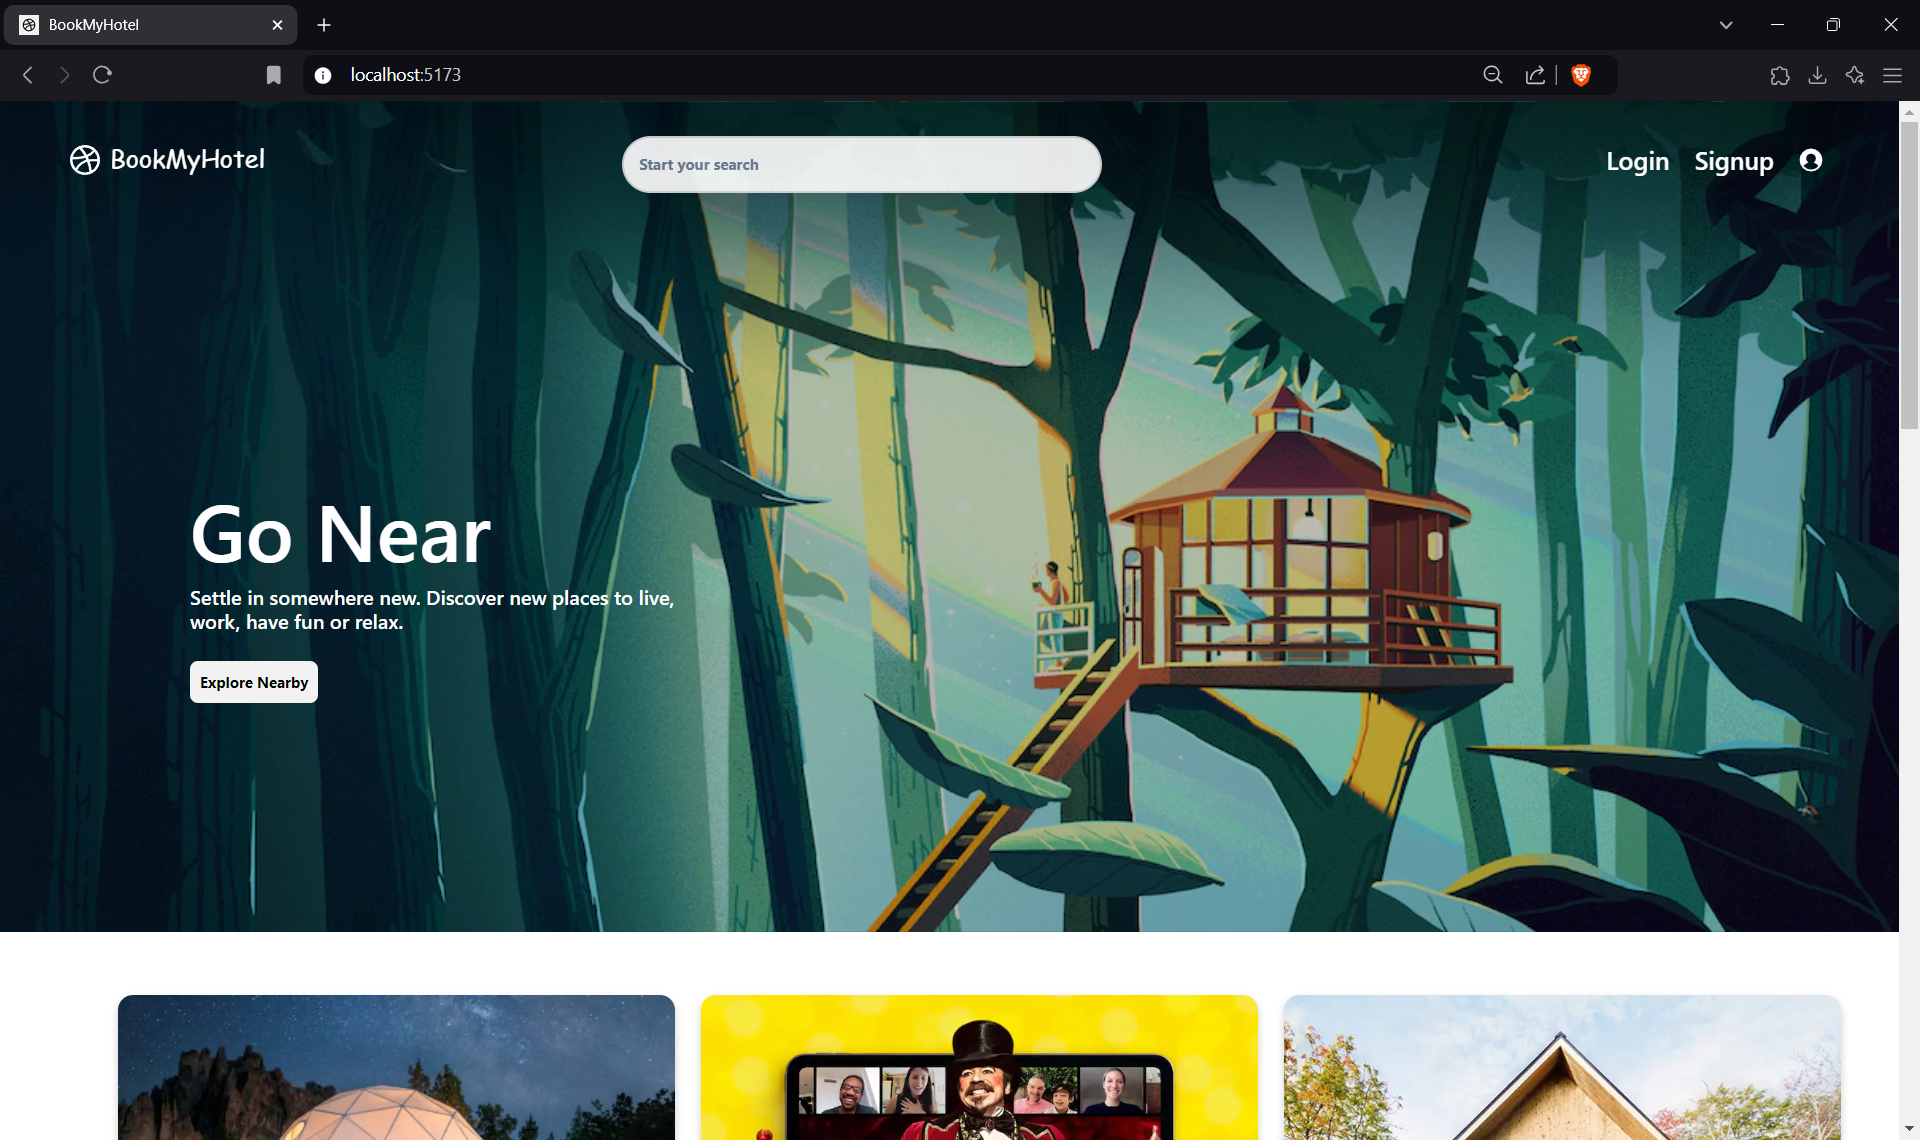 BookMyHotel
localhost:5173
BookMyHotel
Start your search
Login
Signup
Go Near
Settle in somewhere new. Discover new places to live,
work, have fun or relax.
Explore Nearby